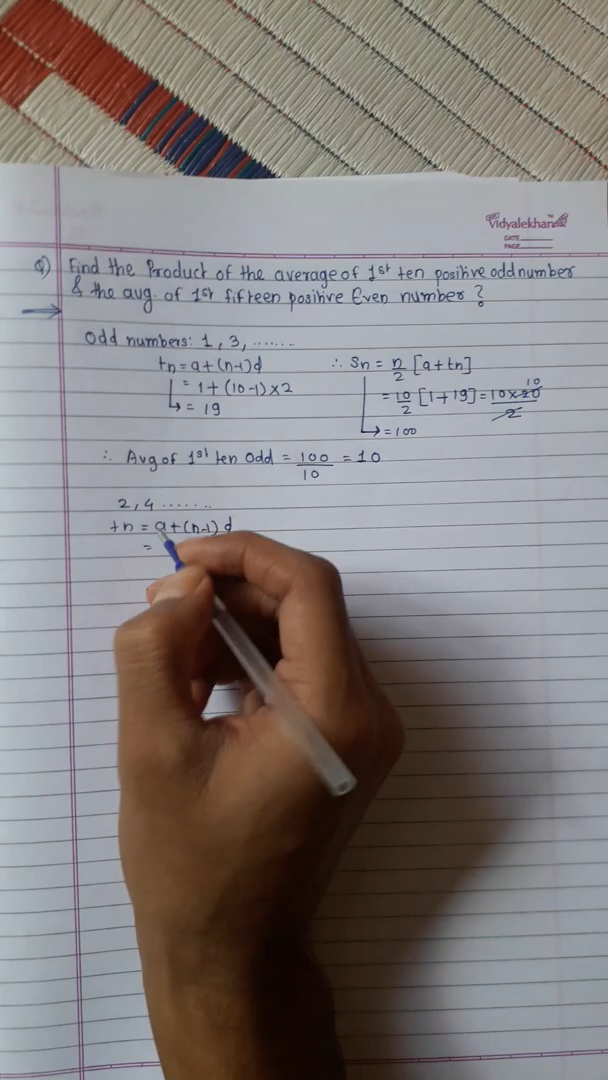 Vidyalekhan
DATE
PAGE
Q) Find the Product of the average of 1st ten positive odd number
& the avg. of 1st fifteen positive Even number ?
Odd numbers: 1, 3, .......
tn = a+(n-1)d
= 1+(10-1)×2
= 19
∴ Sn = n/2 [a+tn]
= 10/2 [1+19] = 10×20/2 10
= 100
∴ Avg of 1st ten odd = 100/10 = 10
2, 4 .......
tn = a+(n-1)d
=